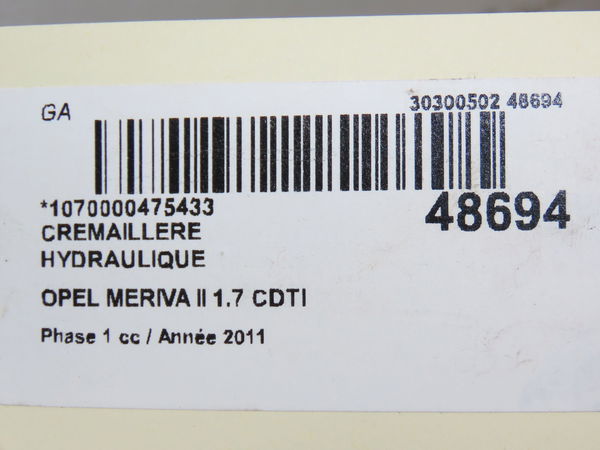 GA
30300502 48694
*1070000475433
48694
CREMAILLERE
HYDRAULIQUE
OPEL MERIVA II 1.7 CDTI
Phase 1 cc / Année 2011